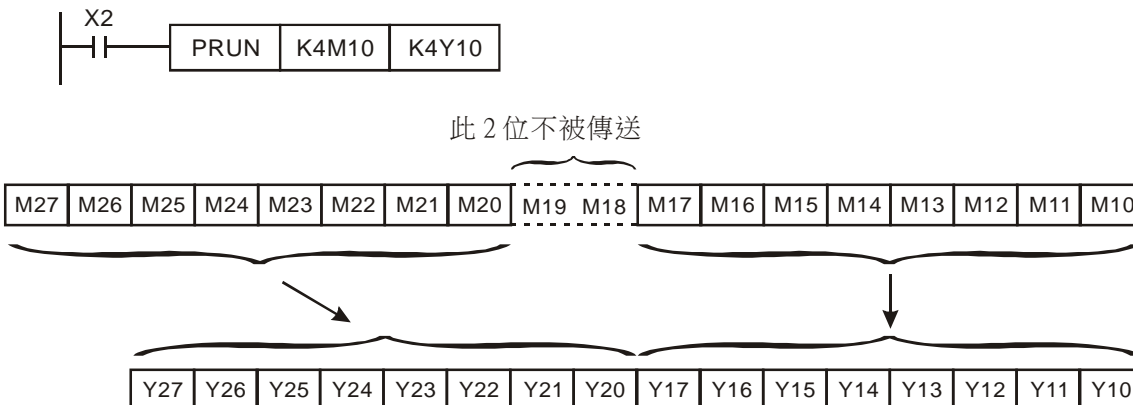 X2
PRUN K4M10 K4Y10
此 2 位不被傳送
M27 M26 M25 M24 M23 M22 M21 M20 M19 M18 M17 M16 M15 M14 M13 M12 M11 M10
Y27 Y26 Y25 Y24 Y23 Y22 Y21 Y20 Y17 Y16 Y15 Y14 Y13 Y12 Y11 Y10